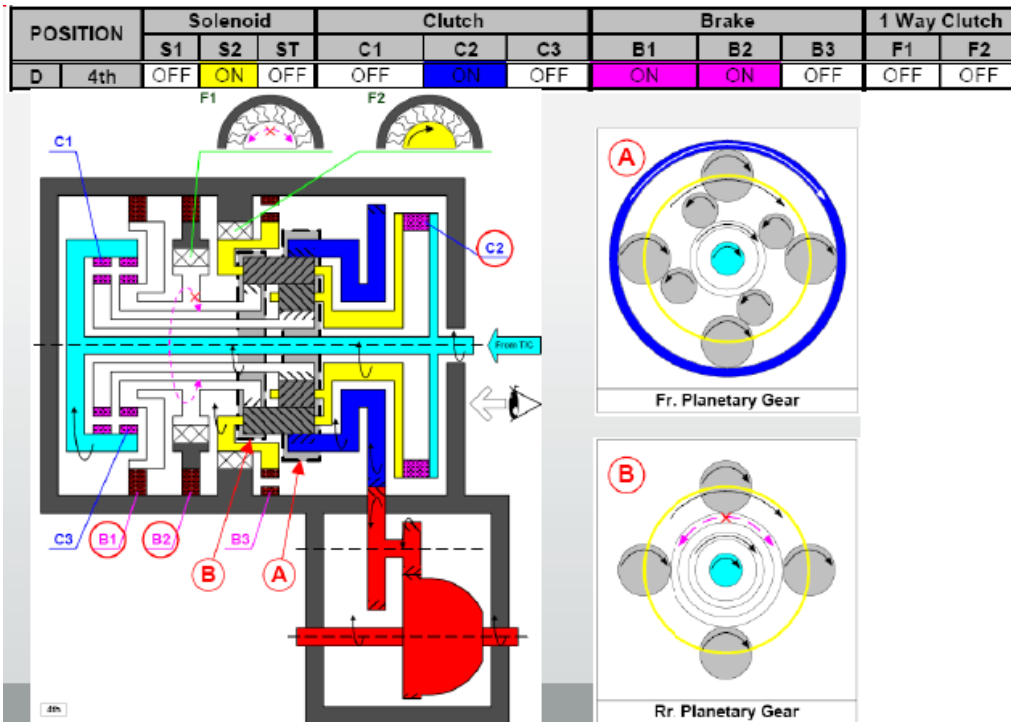 POSITION Solenoid Clutch Brake 1 Way Clutch
S1 S2 ST C1 C2 C3 B1 B2 B3 F1 F2
D 4th OFF ON OFF OFF ON OFF ON ON OFF OFF OFF
F1 F2
C1
C2
From T/C
C3 B1 B2 B3
B A
4th
A
Fr. Planetary Gear
B
Rr. Planetary Gear